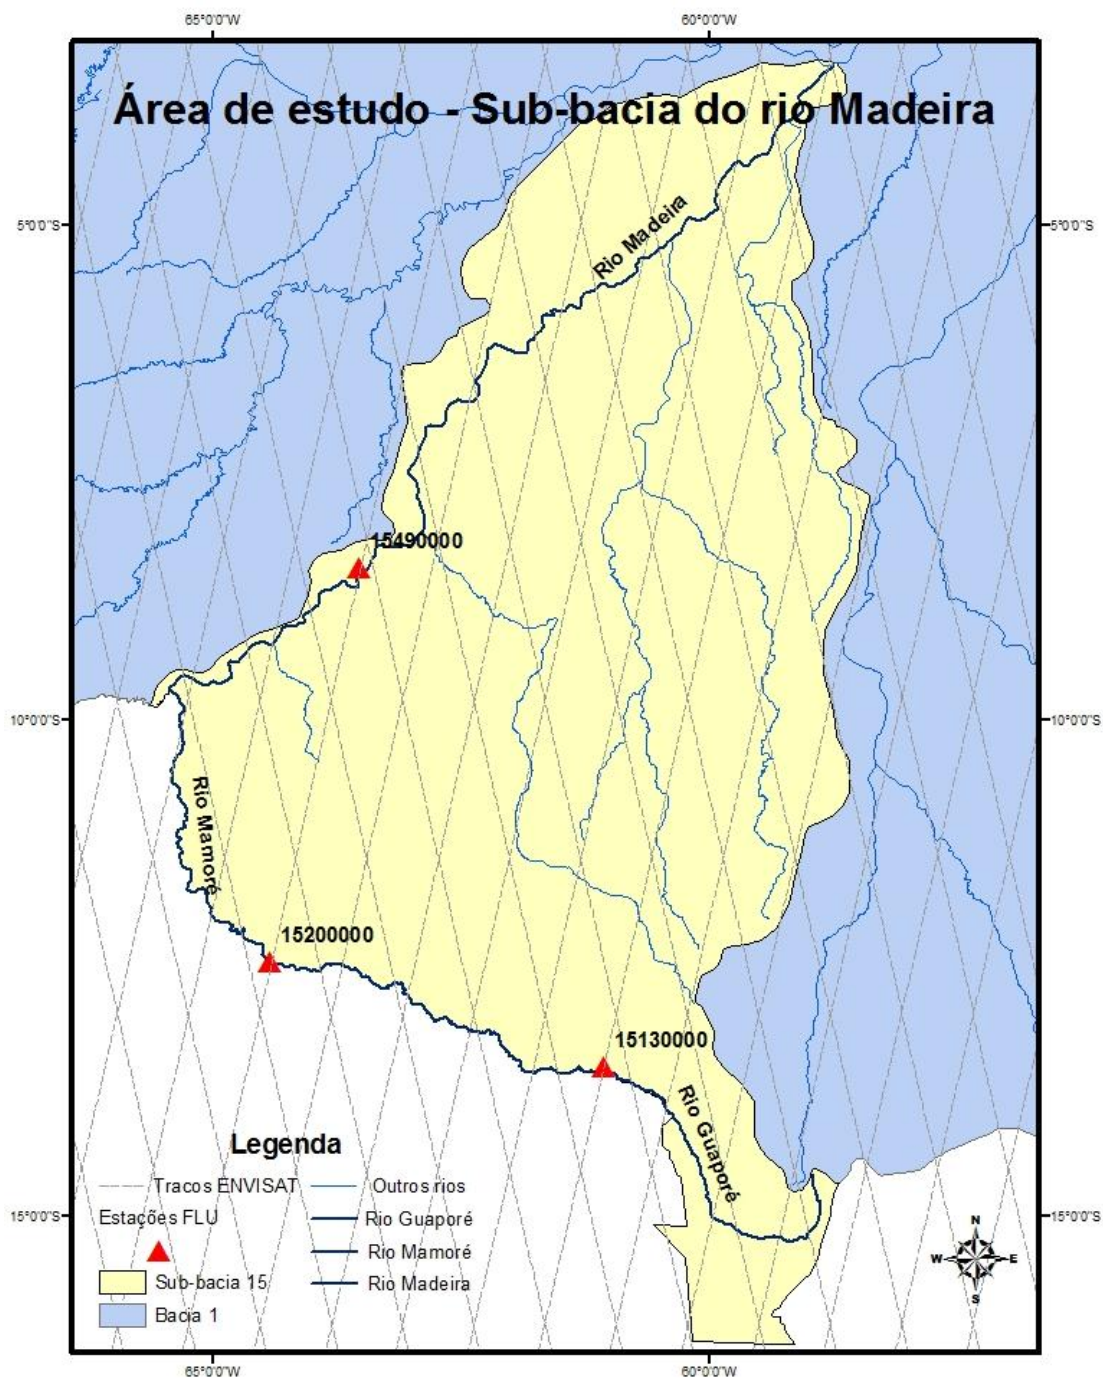 65°0'0"W
60°0'0"W
Área de estudo - Sub-bacia do rio Madeira
5°0'0"S
5°0'0"S
Rio Madeira
15490000
10°0'0"S
10°0'0"S
Rio Mamoré
15200000
15130000
Rio Guaporé
Legenda
Tracos ENVISAT
Outros rios
Estações FLU
Rio Guaporé
Rio Mamoré
Sub-bacia 15
Rio Madeira
Bacia 1
15°0'0"S
15°0'0"S
N
W
E
S
65°0'0"W
60°0'0"W